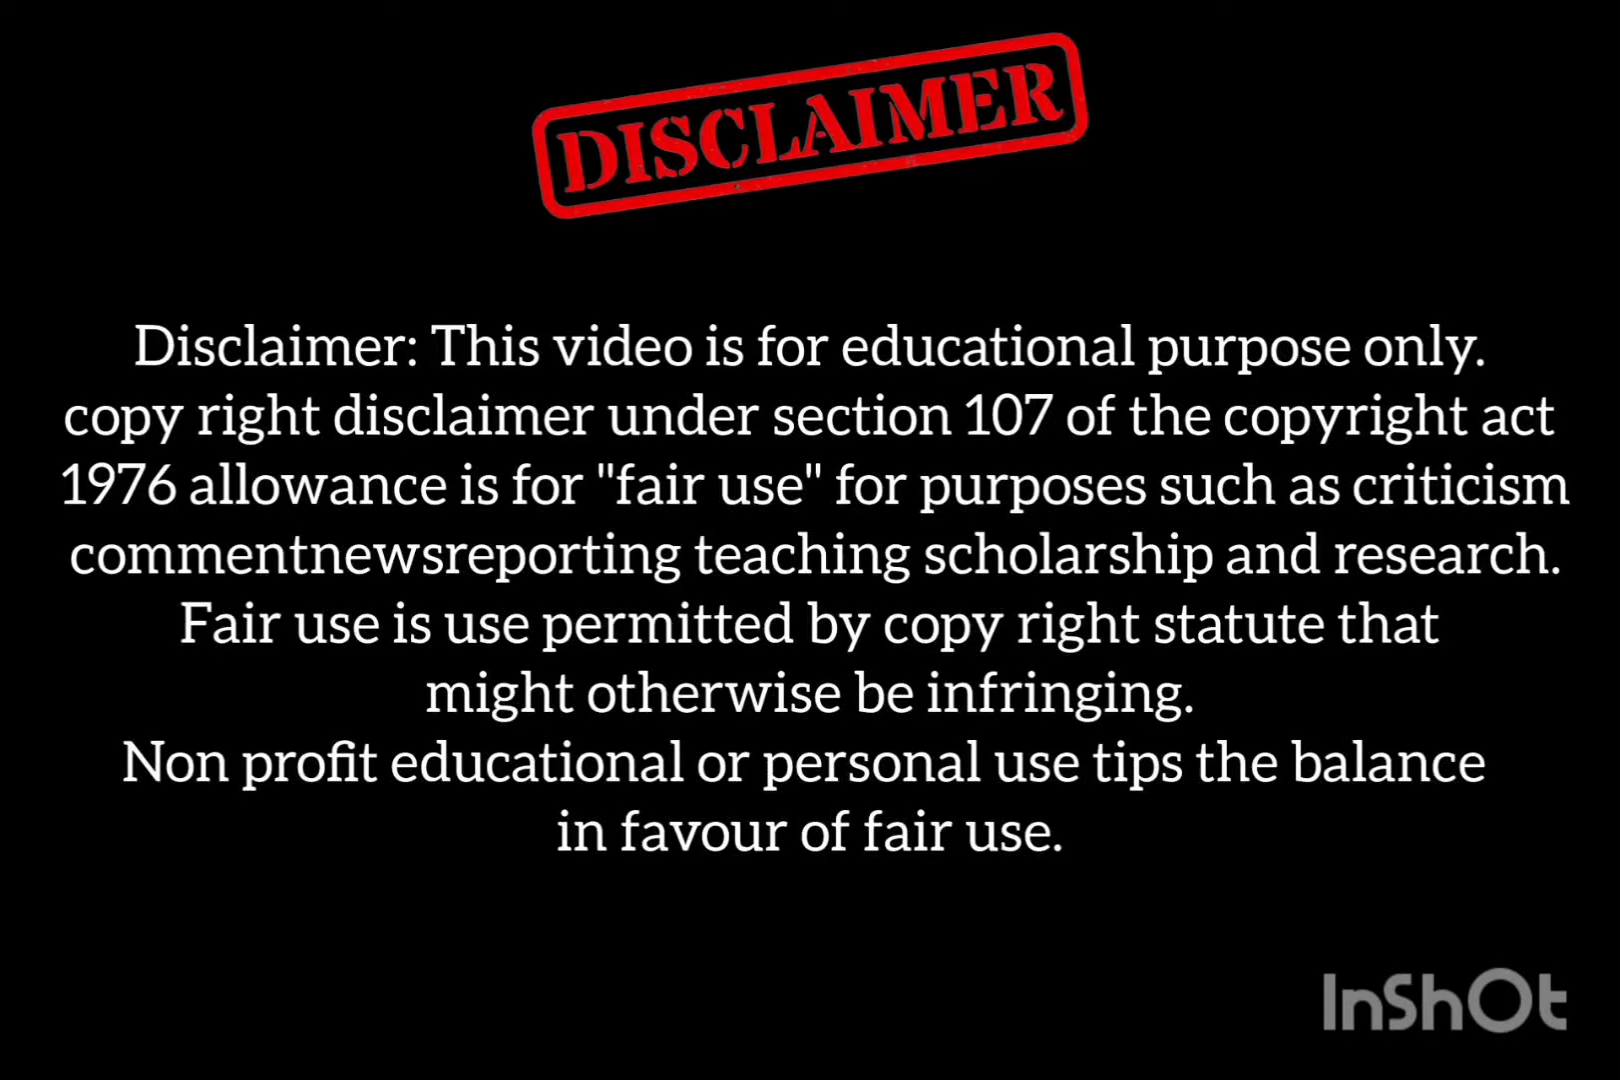 DISCLAIMER
Disclaimer: This video is for educational purpose only.
copy right disclaimer under section 107 of the copyright act
1976 allowance is for "fair use" for purposes such as criticism
commentnewsreporting teaching scholarship and research.
Fair use is use permitted by copy right statute that
might otherwise be infringing.
Non profit educational or personal use tips the balance
in favour of fair use.
InShOt